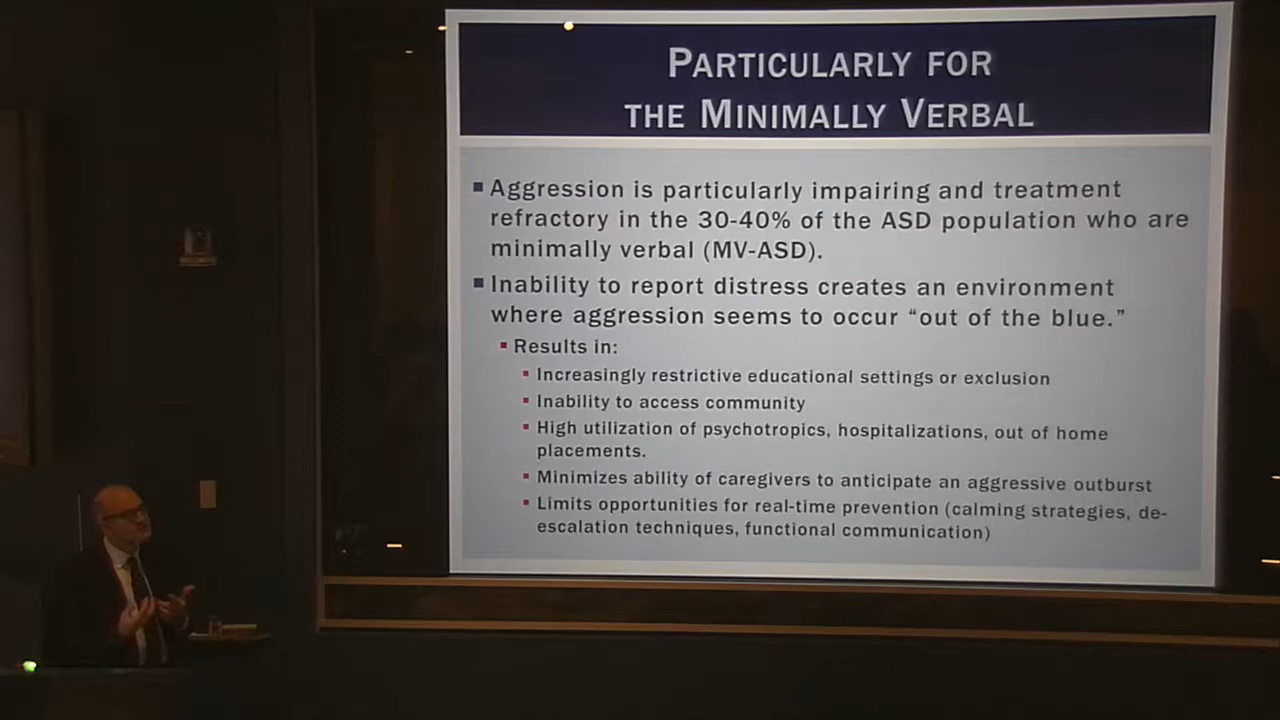 PARTICULARLY FOR
THE MINIMALLY VERBAL
▪ Aggression is particularly impairing and treatment
refractory in the 30-40% of the ASD population who are
minimally verbal (MV-ASD).
▪ Inability to report distress creates an environment
where aggression seems to occur “out of the blue.”
▪ Results in:
▪ Increasingly restrictive educational settings or exclusion
▪ Inability to access community
▪ High utilization of psychotropics, hospitalizations, out of home
placements.
▪ Minimizes ability of caregivers to anticipate an aggressive outburst
▪ Limits opportunities for real-time prevention (calming strategies, de-
escalation techniques, functional communication)